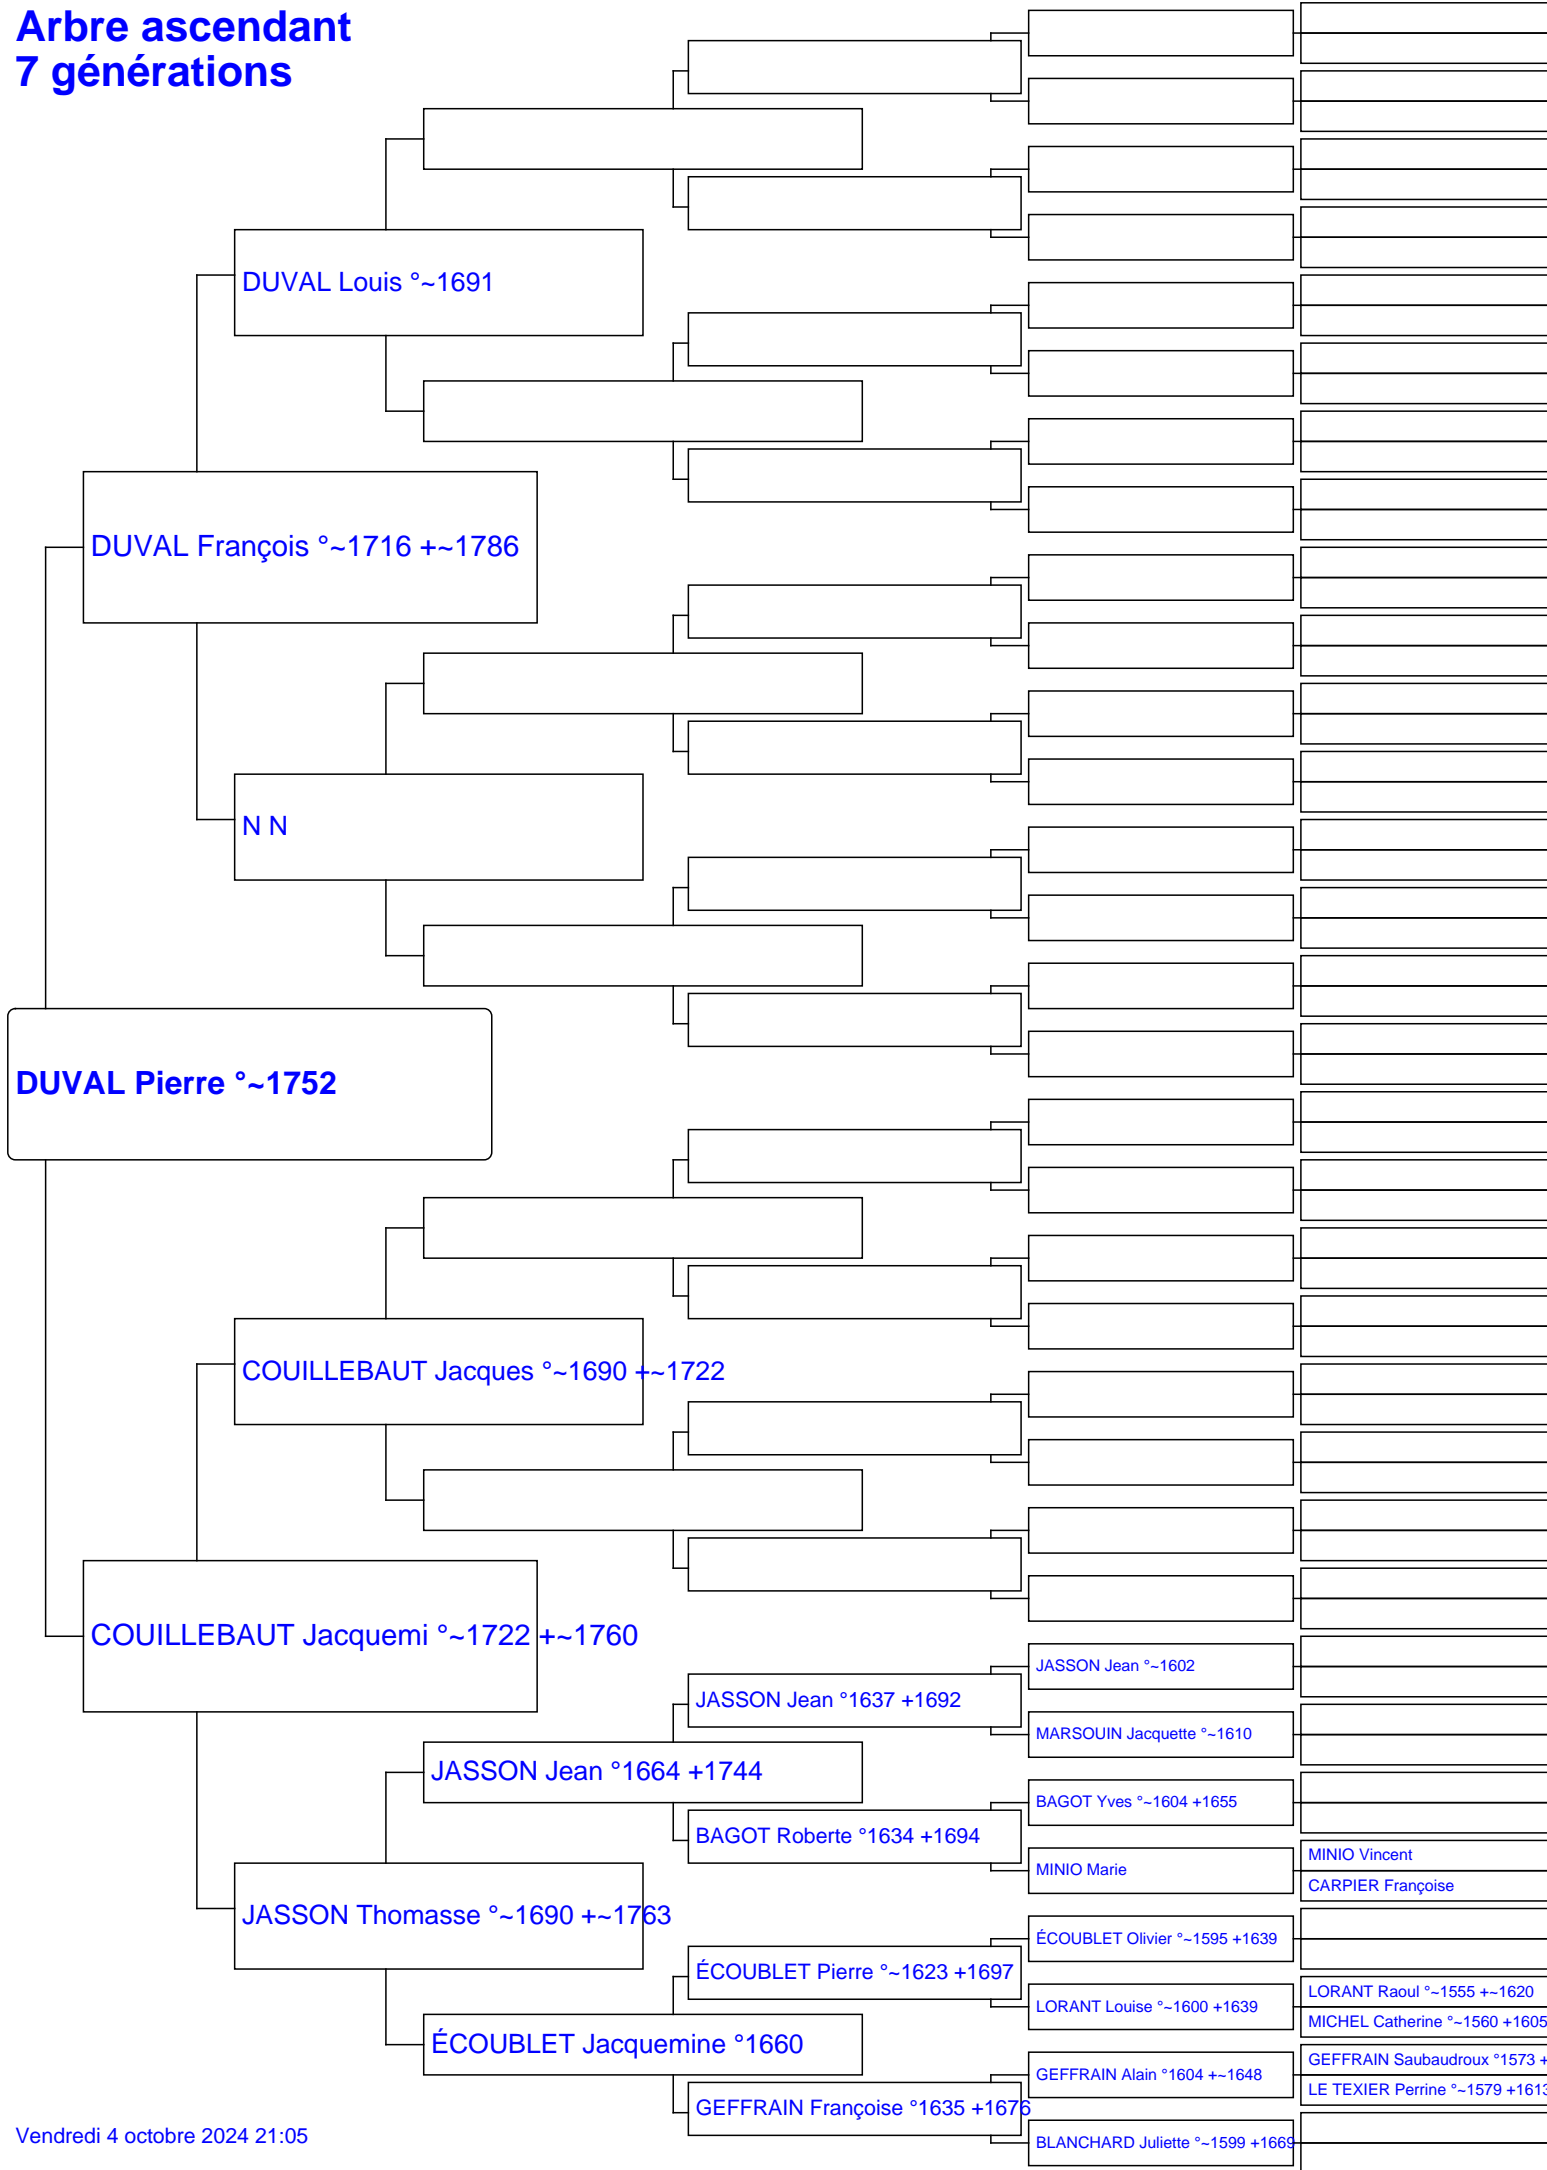 Arbre ascendant
7 générations
DUVAL Louis °~1691
DUVAL François °~1716 +~1786
N N
DUVAL Pierre °~1752
COUILLEBAUT Jacques °~1690 +~1722
COUILLEBAUT Jacquemi °~1722 +~1760
JASSON Jean °~1602
JASSON Jean °1637 +1692
MARSOUIN Jacquette °~1610
JASSON Jean °1664 +1744
BAGOT Yves °~1604 +1655
BAGOT Roberte °1634 +1694
MINIO Vincent
MINIO Marie
CARPIER Françoise
JASSON Thomasse °~1690 +~1763
ÉCOUBLET Olivier °~1595 +1639
ÉCOUBLET Pierre °~1623 +1697
LORANT Raoul °~1555 +~1620
LORANT Louise °~1600 +1639
MICHEL Catherine °~1560 +1605
ÉCOUBLET Jacquemine °1660
GEFFRAIN Saubaudroux °1573 +
GEFFRAIN Alain °1604 +~1648
LE TEXIER Perrine °~1579 +1613
GEFFRAIN Françoise °1635 +1676
BLANCHARD Juliette °~1599 +1669
Vendredi 4 octobre 2024 21:05